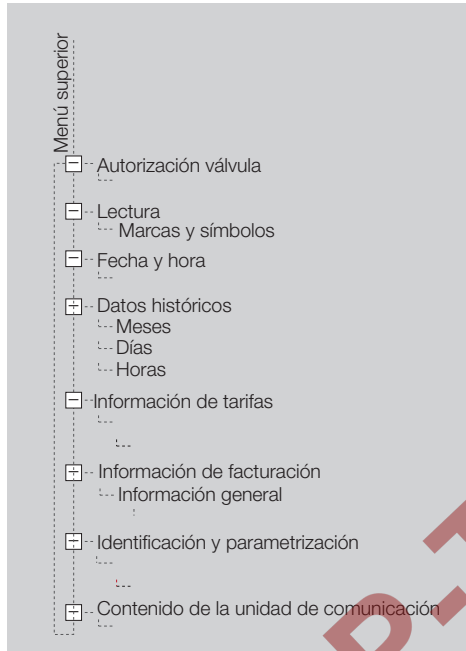 Menú superior
Autorización válvula
Lectura
Marcas y símbolos
Fecha y hora
Datos históricos
Meses
Días
Horas
Información de tarifas
Información de facturación
Información general
Identificación y parametrización
Contenido de la unidad de comunicación